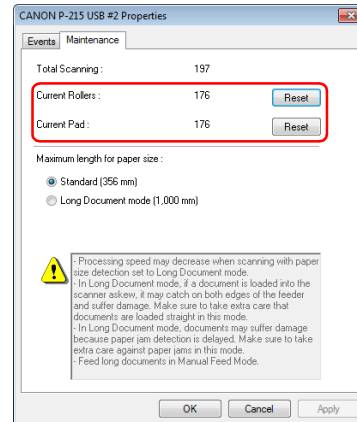 CANON P-215 USB #2 Properties
Events Maintenance
Total Scanning : 197
Current Rollers : 176 Reset
Current Pad : 176 Reset
Maximum length for paper size :
Standard (356 mm)
Long Document mode (1,000 mm)
- Processing speed may decrease when scanning with paper
size detection set to Long Document mode.
- In Long Document mode, if a document is loaded into the
scanner askew, it may catch on both edges of the feeder
and suffer damage. Make sure to take extra care that
documents are loaded straight in this mode.
- In Long Document mode, documents may suffer damage
because paper jam detection is delayed. Make sure to take
extra care against paper jams in this mode.
- Feed long documents in Manual Feed Mode.
OK Cancel Apply